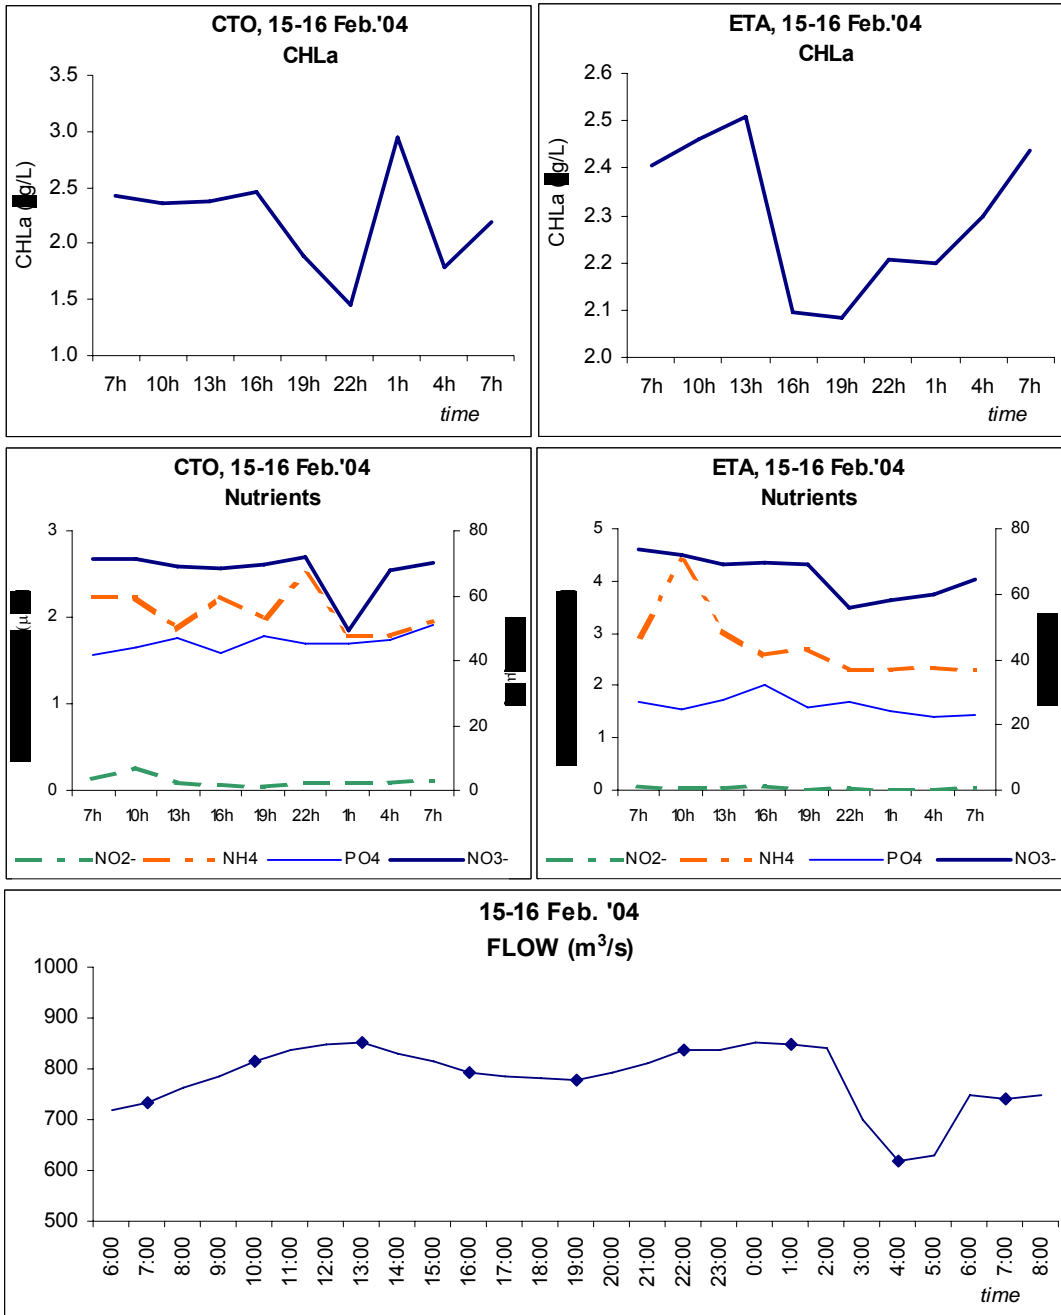 CTO, 15-16 Feb.'04
CHLa
3.5
3.0
2.5
2.0
1.5
1.0
CHLa g/L)
7h 10h 13h 16h 19h 22h 1h 4h 7h
time
ETA, 15-16 Feb.'04
CHLa
2.6
2.5
2.4
2.3
2.2
2.1
2.0
CHLa g/L)
7h 10h 13h 16h 19h 22h 1h 4h 7h
time
CTO, 15-16 Feb.'04
Nutrients
3
2
1
0
80
60
40
20
0
7h 10h 13h 16h 19h 22h 1h 4h 7h
NO2- NH4 PO4 NO3-
ETA, 15-16 Feb.'04
Nutrients
5
4
3
2
1
0
80
60
40
20
0
7h 10h 13h 16h 19h 22h 1h 4h 7h
NO2- NH4 PO4 NO3-
15-16 Feb. '04
FLOW (m³/s)
1000
900
800
700
600
500
6:00 7:00 8:00 9:00 10:00 11:00 12:00 13:00 14:00 15:00 16:00 17:00 18:00 19:00 20:00 21:00 22:00 23:00 0:00 1:00 2:00 3:00 4:00 5:00 6:00 7:00 8:00
time